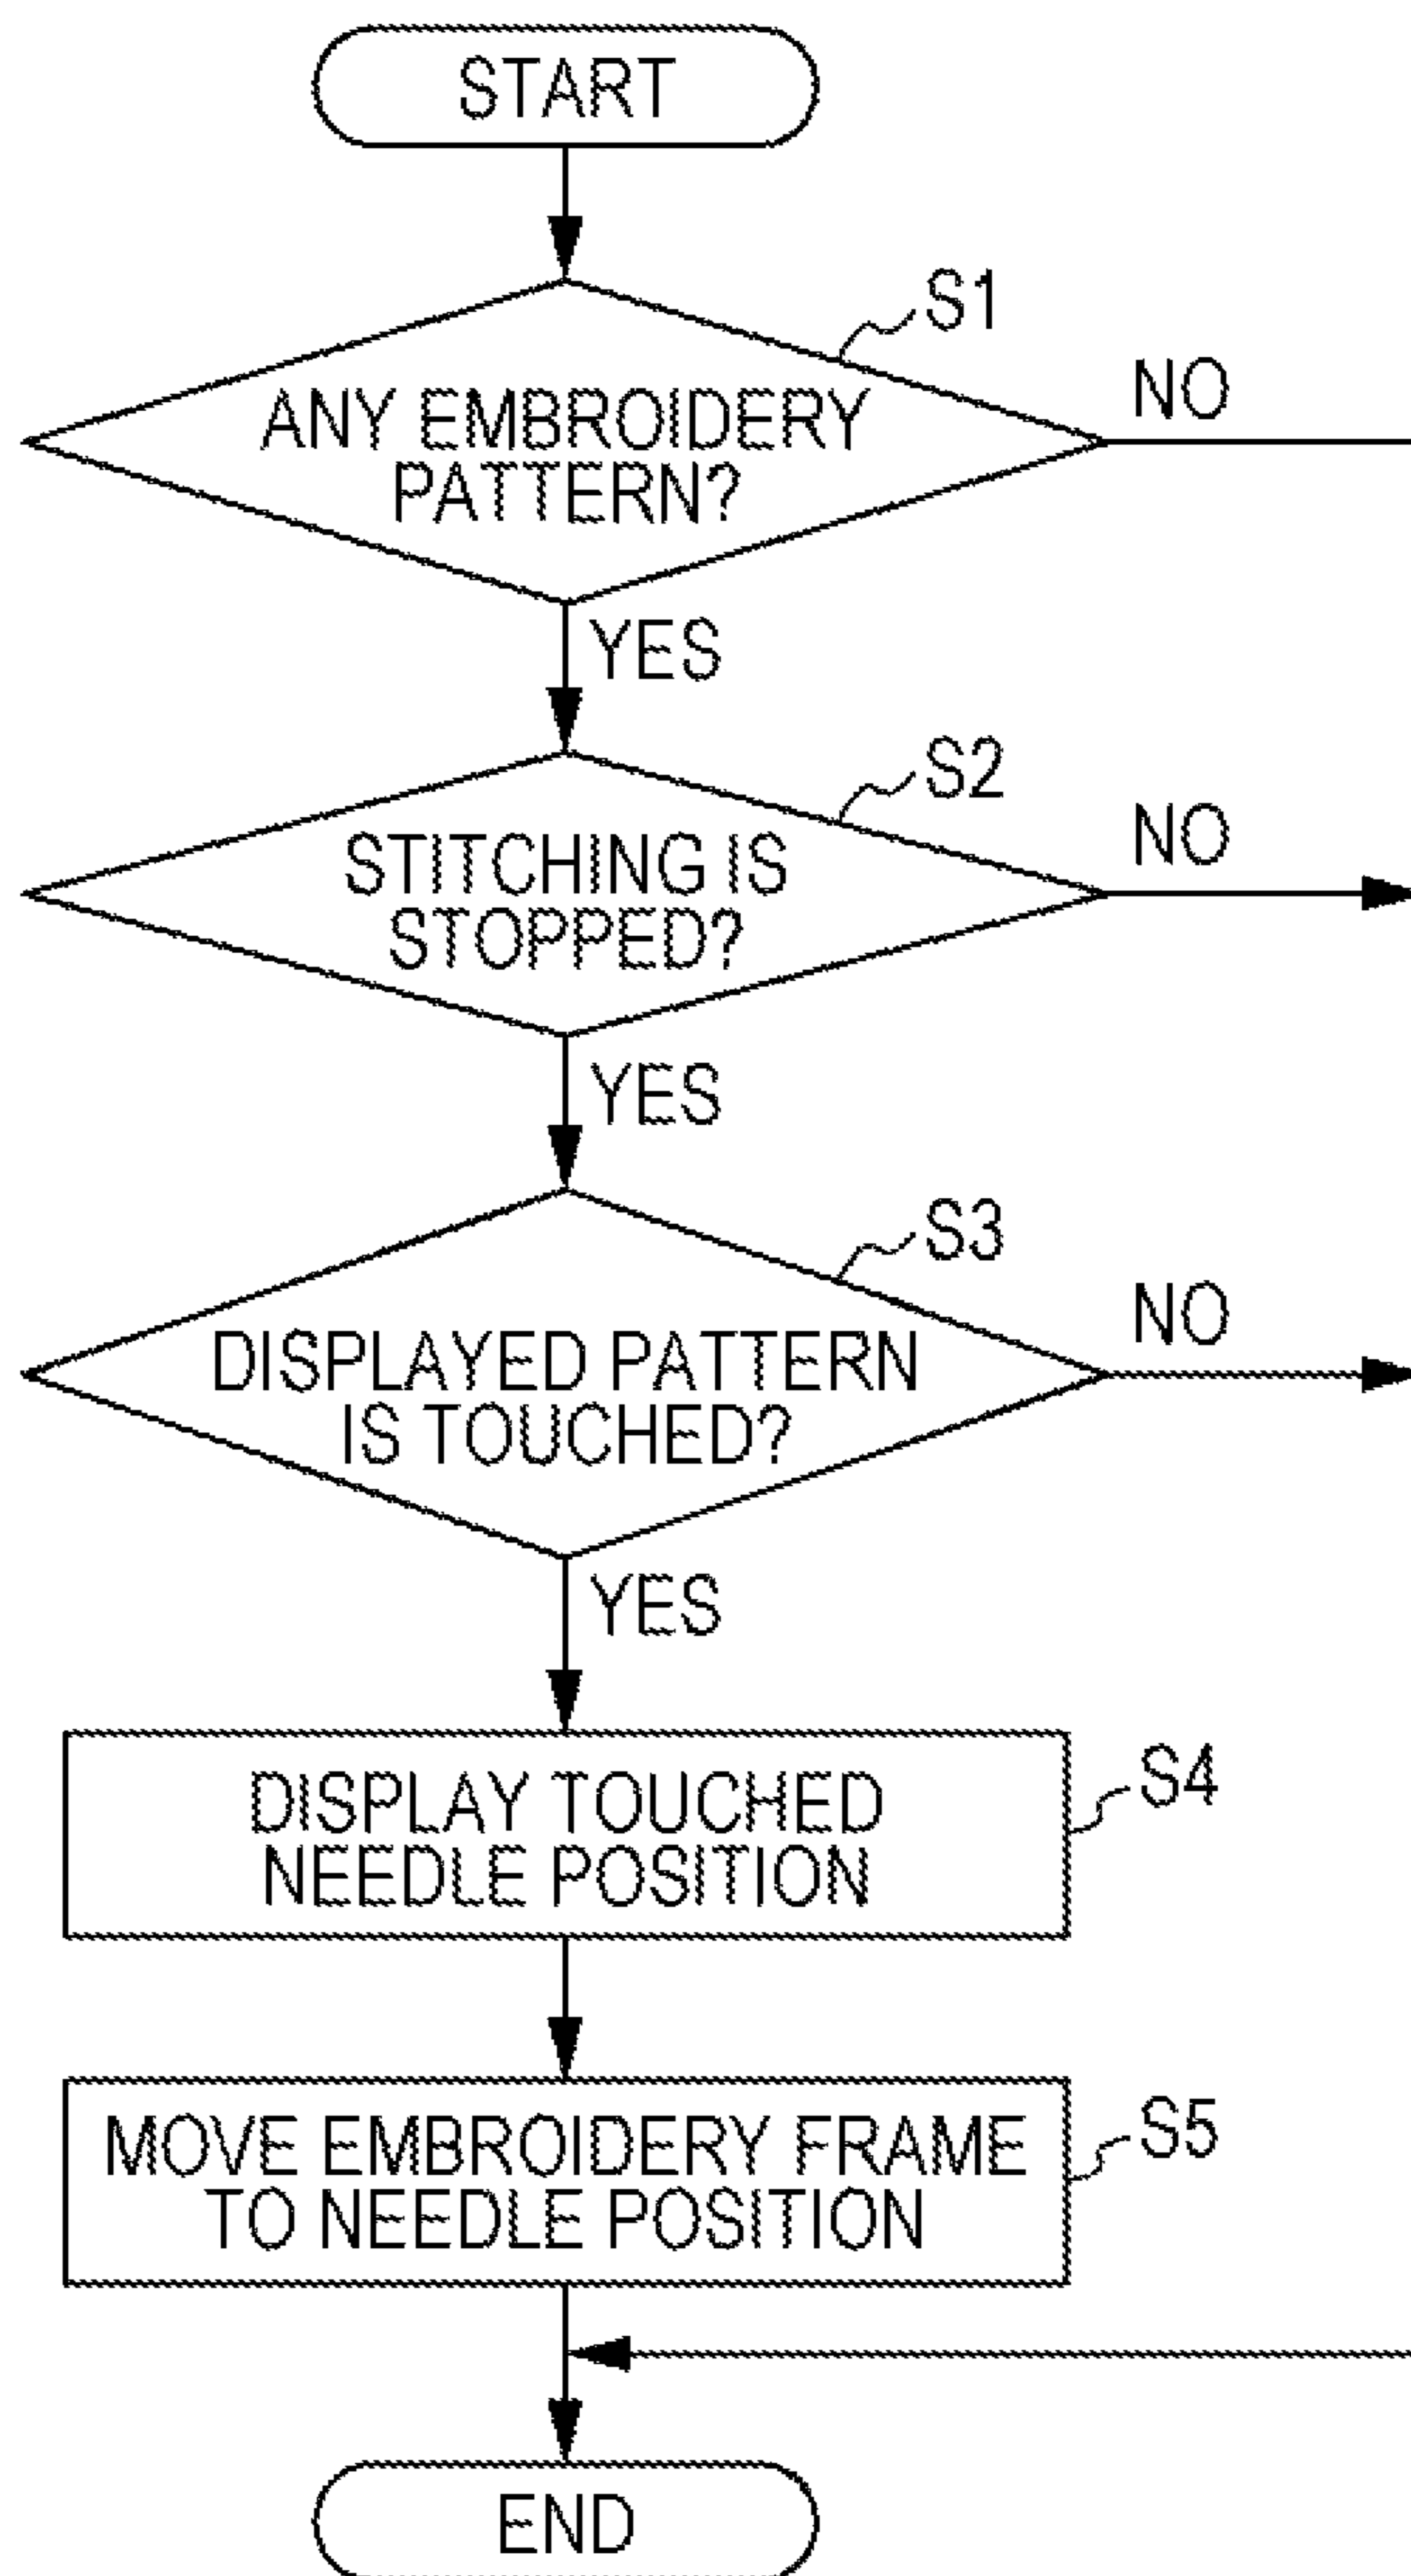 START
S1
NO
ANY EMBROIDERY
PATTERN?
YES
S2
NO
STITCHING IS
STOPPED?
YES
S3
NO
DISPLAYED PATTERN
IS TOUCHED?
YES
S4
DISPLAY TOUCHED
NEEDLE POSITION
S5
MOVE EMBROIDERY FRAME
TO NEEDLE POSITION
END